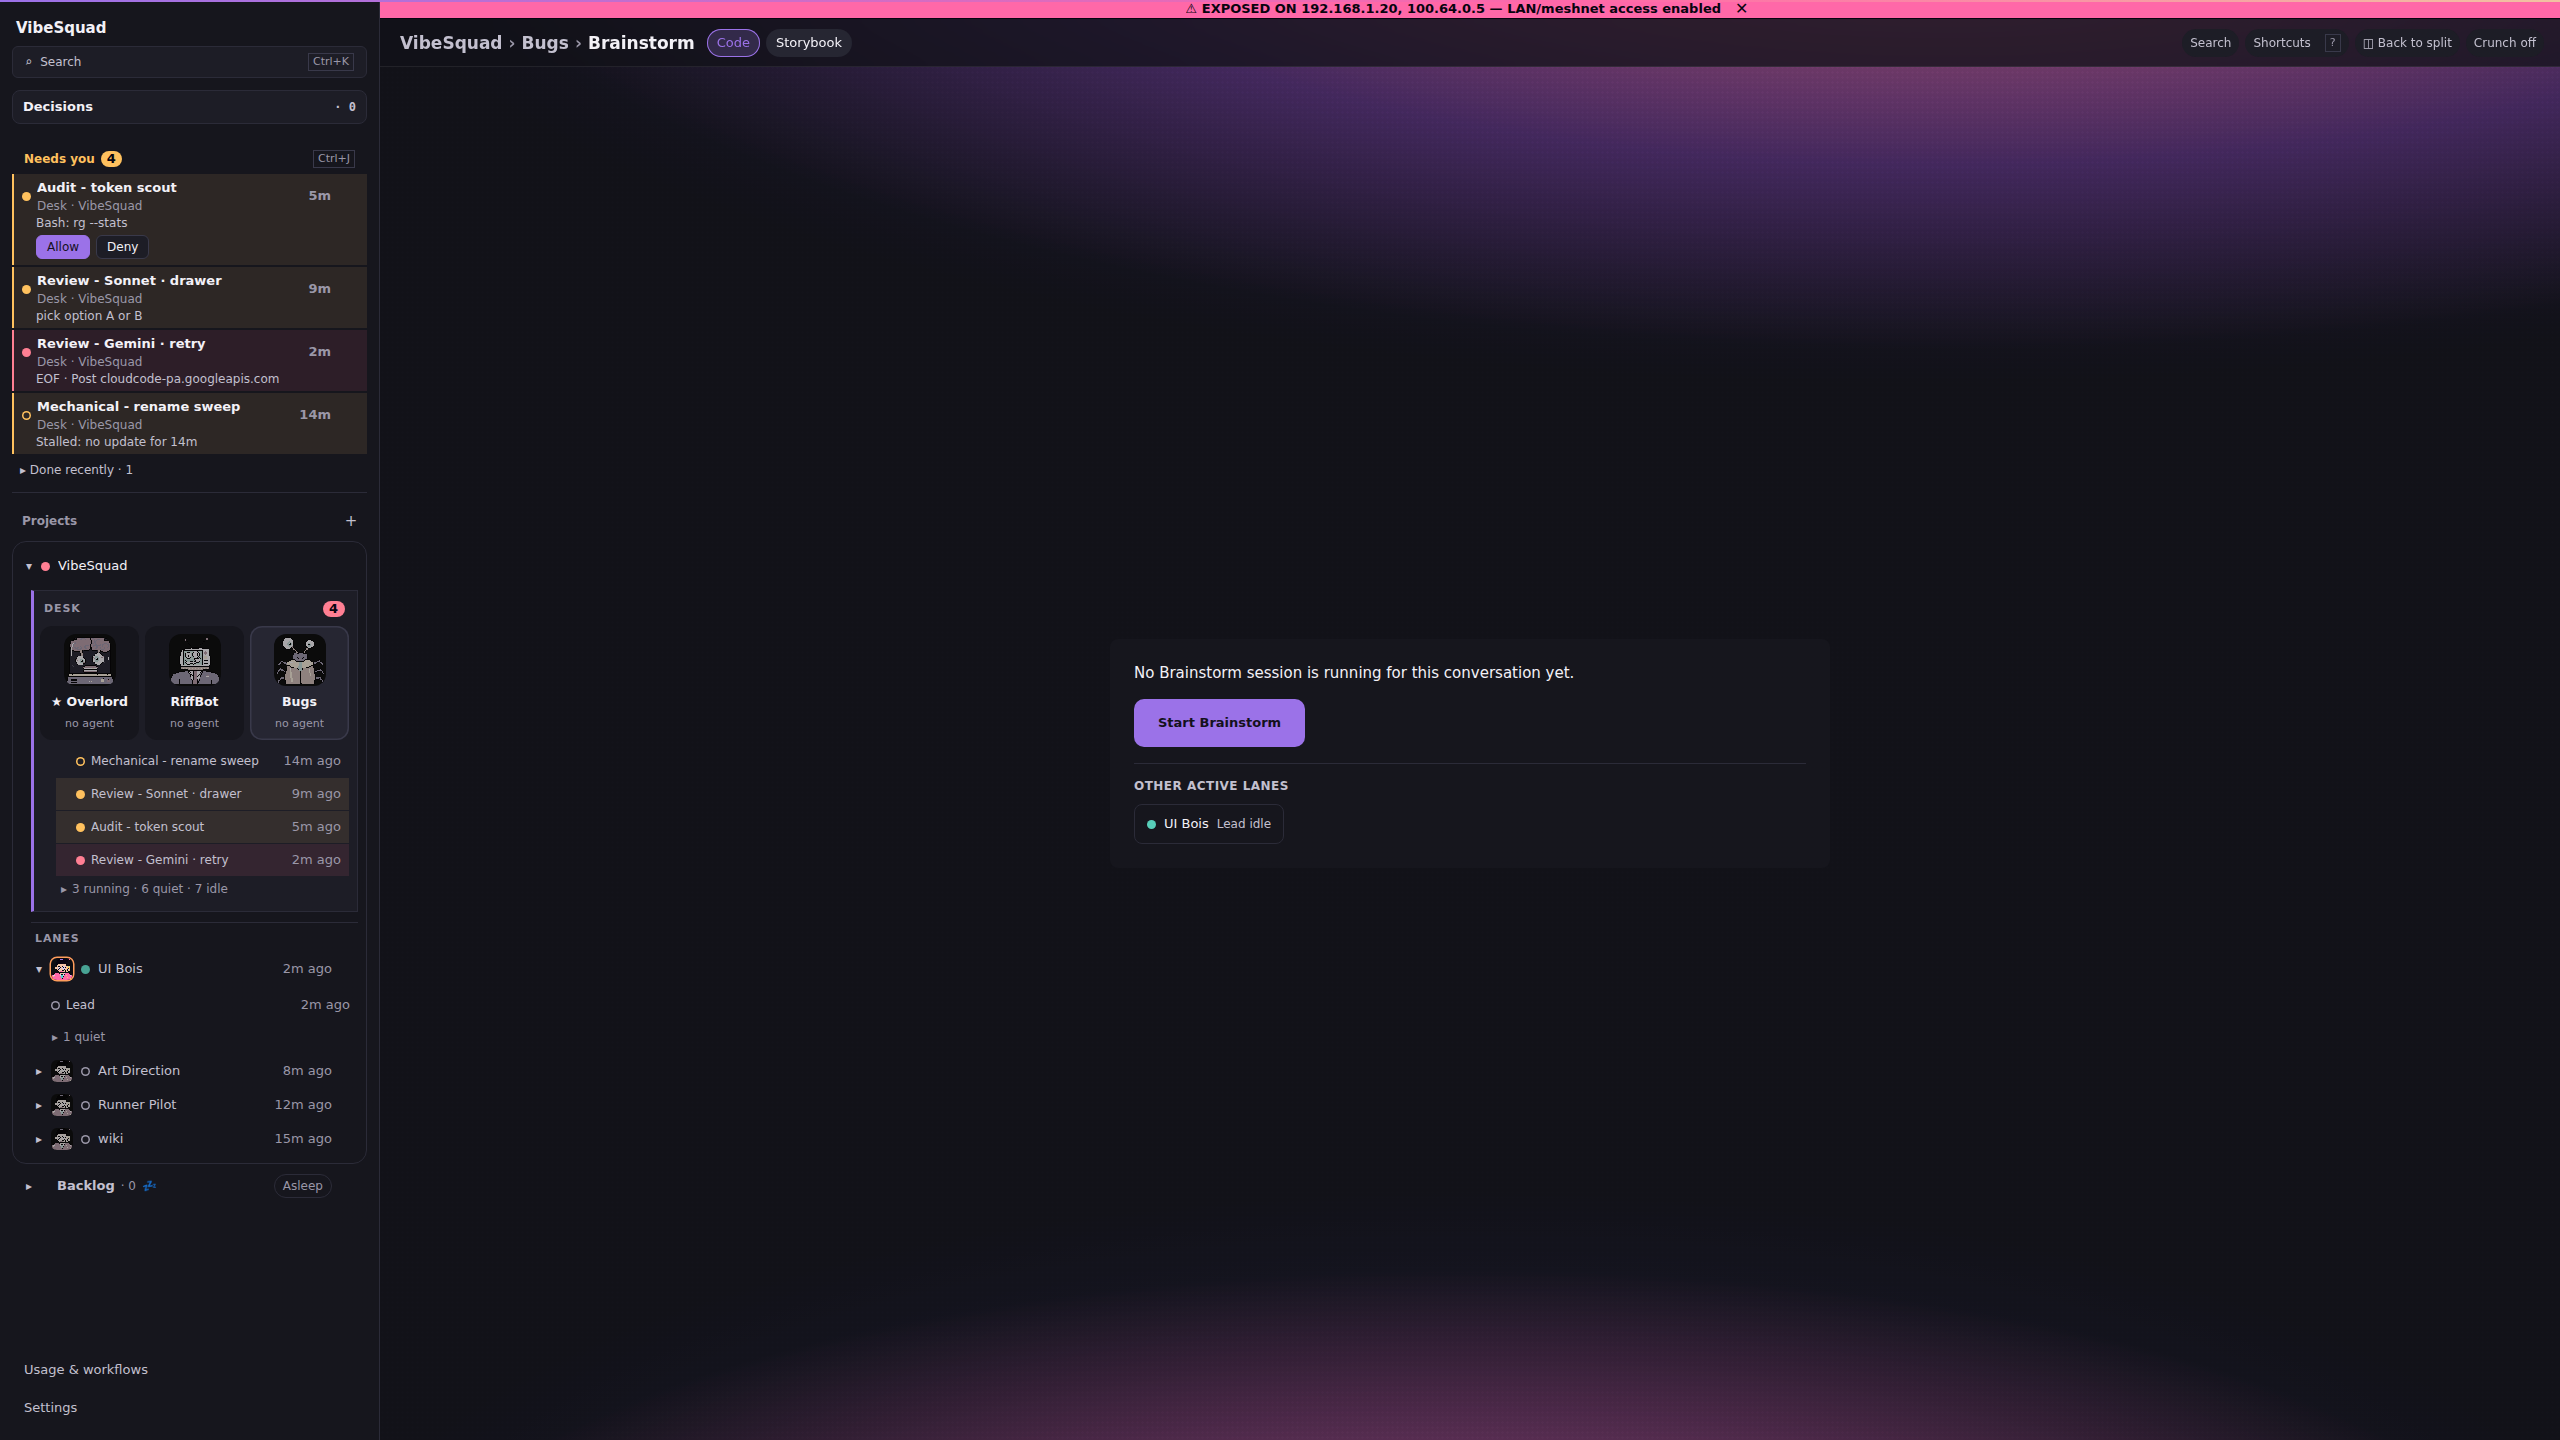 VibeSquad
Search Ctrl+K
Decisions · 0
Needs you 4 Ctrl+J
Audit - token scout 5m
Desk · VibeSquad
Bash: rg --stats
Allow Deny
Review - Sonnet · drawer 9m
Desk · VibeSquad
pick option A or B
Review - Gemini · retry 2m
Desk · VibeSquad
EOF · Post cloudcode-pa.googleapis.com
Mechanical - rename sweep 14m
Desk · VibeSquad
Stalled: no update for 14m
▸ Done recently · 1
Projects +
▾ VibeSquad
DESK 4
★ Overlord RiffBot Bugs
no agent no agent no agent
Mechanical - rename sweep 14m ago
Review - Sonnet · drawer 9m ago
Audit - token scout 5m ago
Review - Gemini · retry 2m ago
▸ 3 running · 6 quiet · 7 idle
LANES
▾ UI Bois 2m ago
Lead 2m ago
▸ 1 quiet
▸ Art Direction 8m ago
▸ Runner Pilot 12m ago
▸ wiki 15m ago
▸ Backlog · 0 💤 Asleep
Usage & workflows
Settings
⚠ EXPOSED ON 192.168.1.20, 100.64.0.5 — LAN/meshnet access enabled ✕
VibeSquad › Bugs › Brainstorm Code Storybook Search Shortcuts ? ◫ Back to split Crunch off
No Brainstorm session is running for this conversation yet.
Start Brainstorm
OTHER ACTIVE LANES
UI Bois Lead idle